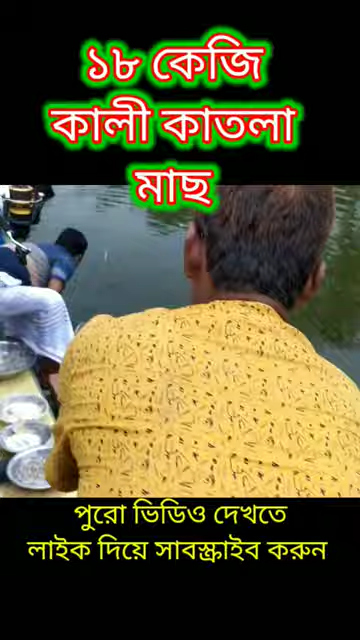 ১৮ কেজি
কালী কাতলা
মাছ
পুরো ভিডিও দেখতে
লাইক দিয়ে সাবস্ক্রাইব করুন